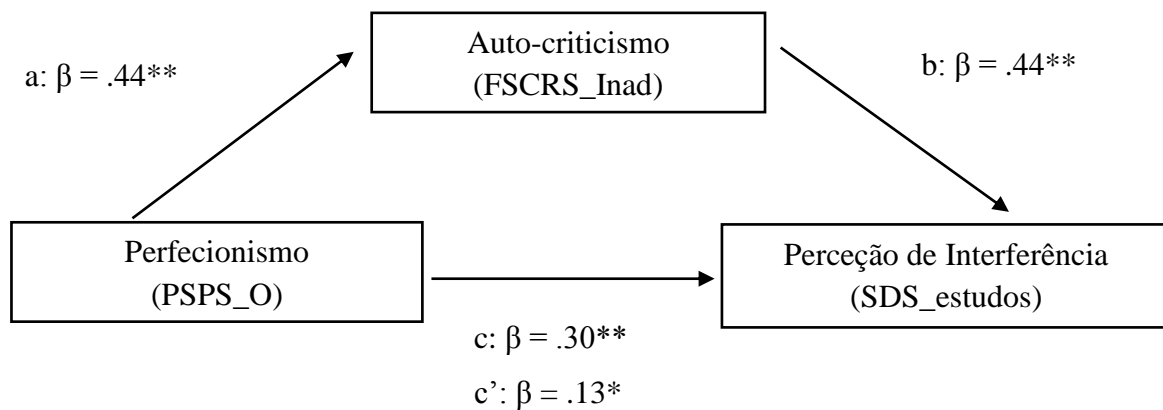 Auto-criticismo
(FSCRS_Inad)
a: β = .44**
b: β = .44**
Perfecionismo
(PSPS_O)
Perceção de Interferência
(SDS_estudos)
c: β = .30**
c’: β = .13*